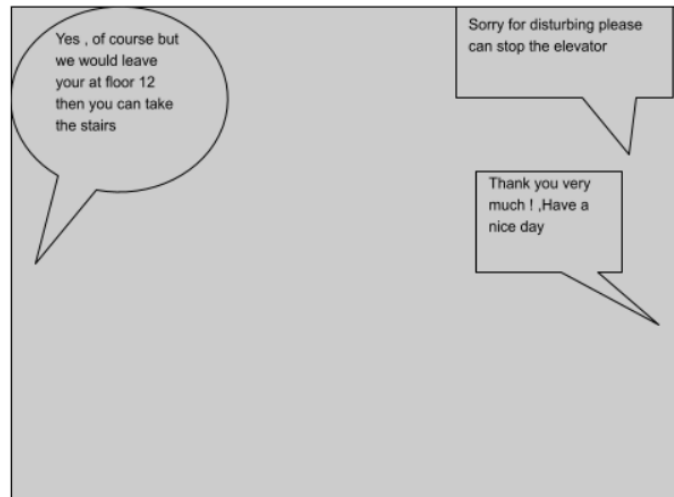 Yes , of course but
we would leave
your at floor 12
then you can take
the stairs
Sorry for disturbing please
can stop the elevator
Thank you very
much ! ,Have a
nice day